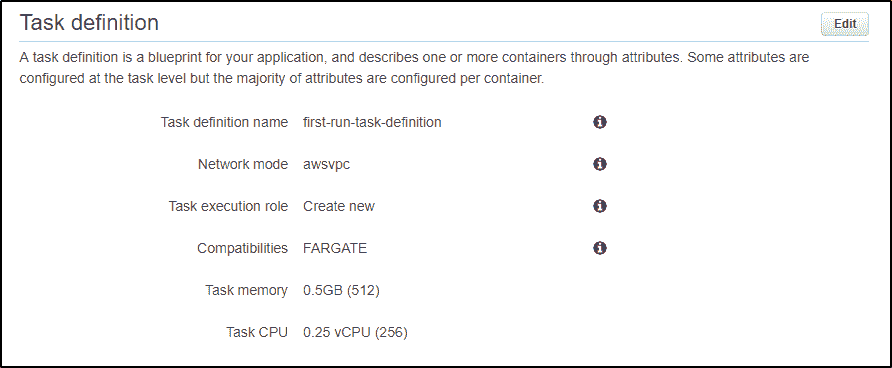 Task definition
Edit
A task definition is a blueprint for your application, and describes one or more containers through attributes. Some attributes are
configured at the task level but the majority of attributes are configured per container.
Task definition name first-run-task-definition
Network mode awsvpc
Task execution role Create new
Compatibilities FARGATE
Task memory 0.5GB (512)
Task CPU 0.25 vCPU (256)